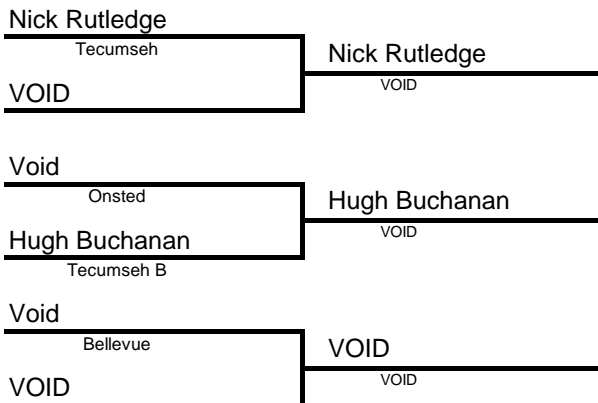 Nick Rutledge
Tecumseh
Nick Rutledge
VOID
VOID
Void
Onsted
Hugh Buchanan
VOID
Hugh Buchanan
Tecumseh B
Void
Bellevue
VOID
VOID
VOID